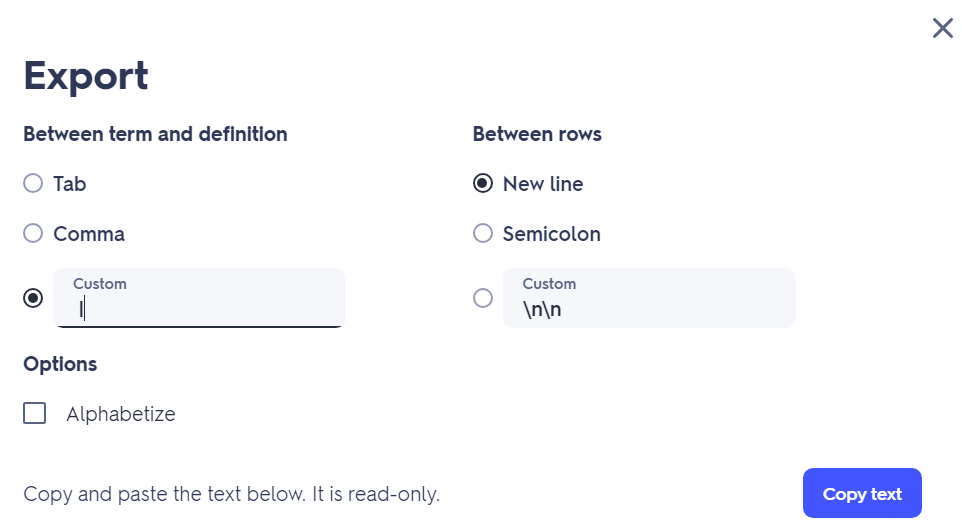 Export
Between term and definition
Tab
Comma
Custom
|
Between rows
New line
Semicolon
Custom
\n\n
Options
Alphabetize
Copy and paste the text below. It is read-only.
Copy text